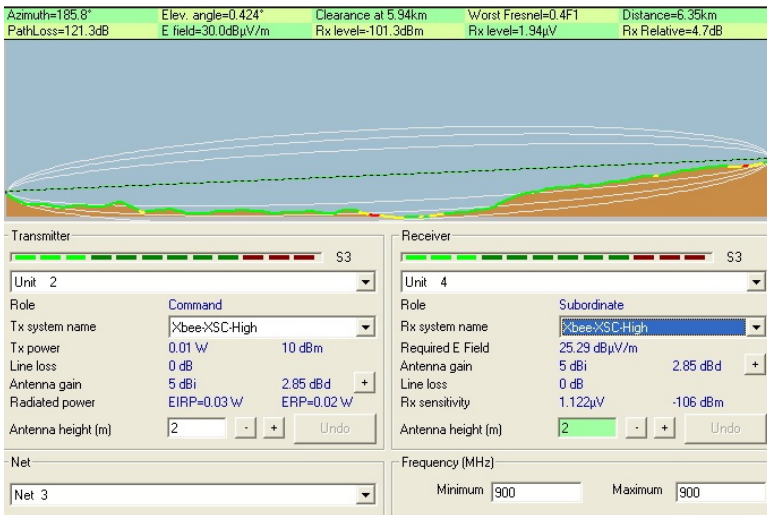 Azimuth=185.8° Elev. angle=0.424° Clearance at 5.94km Worst Fresnel=0.4F1 Distance=6.35km
PathLoss=121.3dB E field=30.0dBµV/m Rx level=-101.3dBm Rx level=1.94µV Rx Relative=4.7dB
Transmitter
S3
Unit 2
Role Command
Tx system name Xbee-XSC-High
Tx power 0.01 W 10 dBm
Line loss 0 dB
Antenna gain 5 dBi 2.85 dBd +
Radiated power EIRP=0.03 W ERP=0.02 W
Antenna height (m) 2 - + Undo
Net
Net 3
Receiver
S3
Unit 4
Role Subordinate
Rx system name Xbee-XSC-High
Required E Field 25.29 dBµV/m
Antenna gain 5 dBi 2.85 dBd +
Line loss 0 dB
Rx sensitivity 1.122µV -106 dBm
Antenna height (m) 2 - + Undo
Frequency (MHz)
Minimum 900 Maximum 900